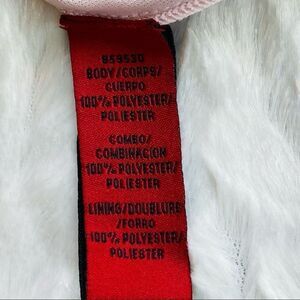 859530
BODY/CORPS/
CUERPO
100% POLYESTER/
POLIESTER
COMBO/
COMBINACION
100% POLYESTER/
POLIESTER
LINING/DOUBLURE
/FORRO
100% POLYESTER/
POLIESTER